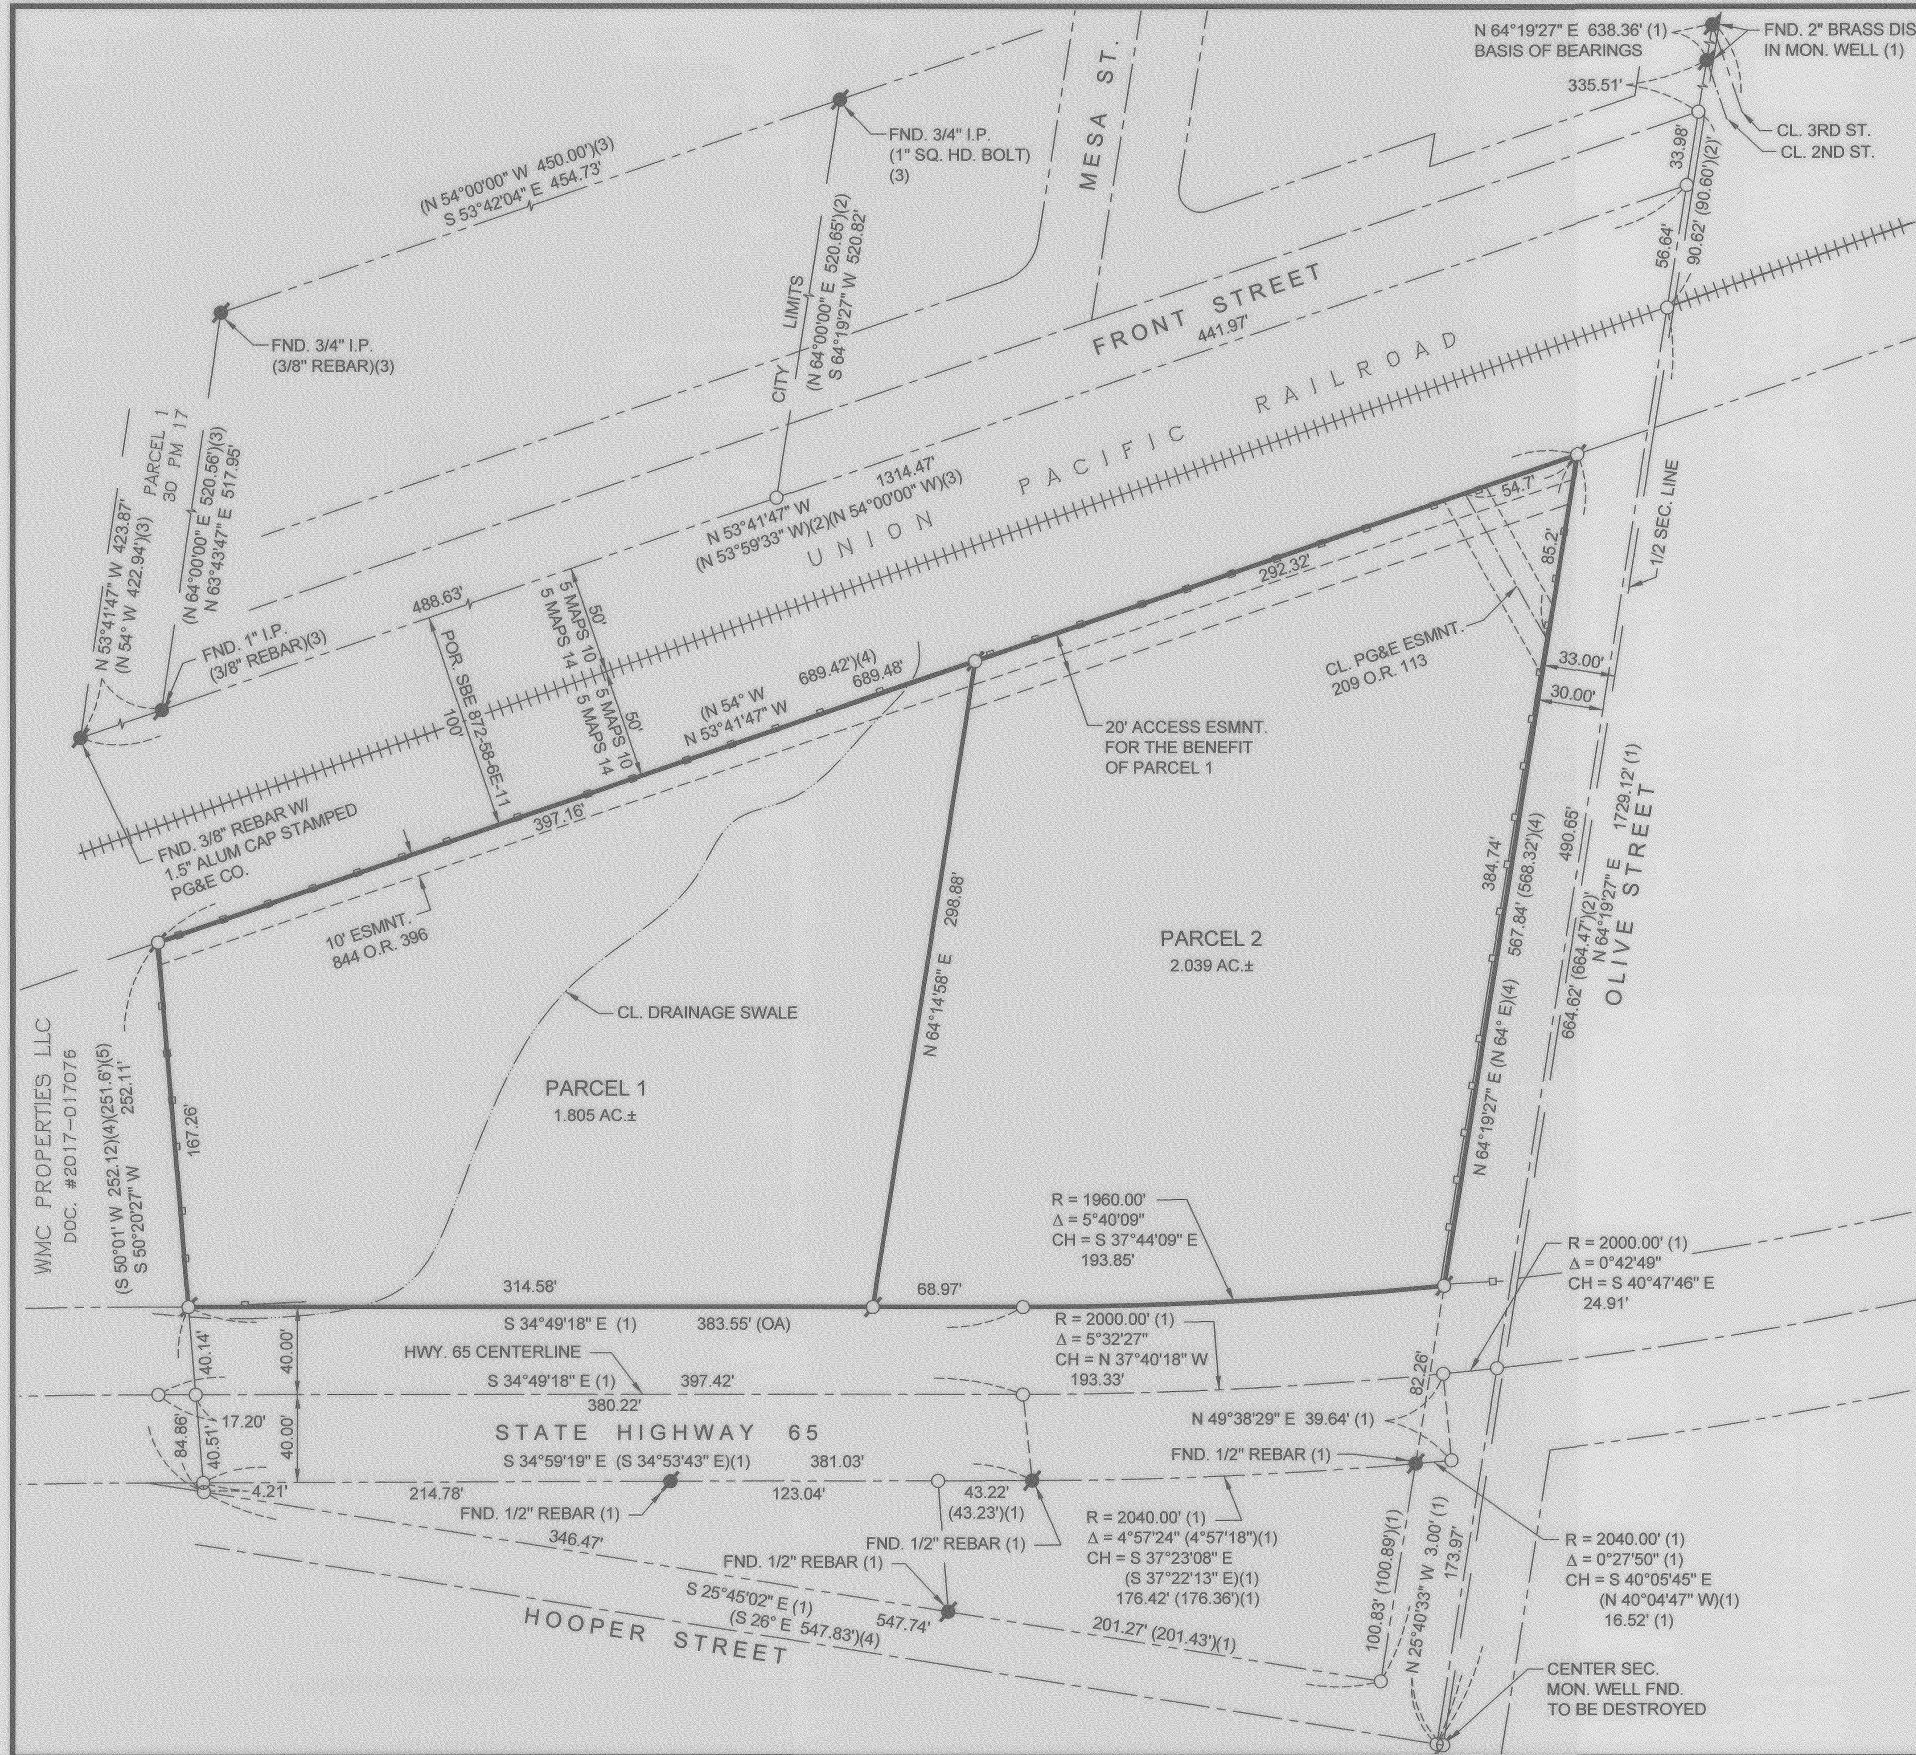 N 64°19'27" E 638.36' (1)
BASIS OF BEARINGS
335.51'
FND. 2" BRASS DIS
IN MON. WELL (1)
CL. 3RD ST.
CL. 2ND ST.
33.98'
90.62' (90.60')(2)'
56.64'
MESA ST.
FND. 3/4" I.P.
(1" SQ. HD. BOLT)
(3)
(N 54°00'00" W 450.00')(3)
S 53°42'04" E 454.73'
CITY LIMITS
(N 64°00'00" E 520.65')(2)
S 64°19'27" W 520.82'
FND. 3/4" I.P.
(3/8" REBAR)(3)
FRONT STREET
441.97'
UNION PACIFIC RAILROAD
PARCEL 1
30 PM 17
N 53°41'47" W 423.87'
(N 54° W 422.94')(3)
(N 64°00'00" E 520.56')(3)
N 63°43'47" E 517.95'
FND. 1" I.P.
(3/8" REBAR)(3)
488.63'
1314.47'
N 53°41'47" W
(N 53°59'33" W)(2)(N 54°00'00" W)(3)
50'
5 MAPS 10
5 MAPS 14
50'
5 MAPS 10
5 MAPS 14
POR. SBE 872-58-6E-11
100'
689.42')(4)
689.48'
(N 54° W
N 53°41'47" W
397.16'
292.32'
54.7'
85.2'
1/2 SEC. LINE
CL. PG&E ESMNT.
209 O.R. 113
33.00'
30.00'
20' ACCESS ESMNT.
FOR THE BENEFIT
OF PARCEL 1
FND. 3/8" REBAR W/
1.5" ALUM CAP STAMPED
PG&E CO.
10' ESMNT.
844 O.R. 396
CL. DRAINAGE SWALE
PARCEL 1
1.805 AC.±
PARCEL 2
2.039 AC.±
N 64°14'58" E 298.88'
384.74'
N 64°19'27" E (N 64° E)(4) 567.84' (568.32')(4)
490.65'
664.62' (664.47')(2)'
N 64°19'27" E 1729.12' (1)
OLIVE STREET
WMC PROPERTIES LLC
DOC. #2017-017076
(S 50°01' W 252.12)(4)(251.6')(5)
252.11'
S 50°20'27" W
167.26'
R = 1960.00'
Δ = 5°40'09"
CH = S 37°44'09" E
193.85'
R = 2000.00' (1)
Δ = 0°42'49"
CH = S 40°47'46" E
24.91'
314.58'
68.97'
S 34°49'18" E (1) 383.55' (OA)
R = 2000.00' (1)
Δ = 5°32'27"
CH = N 37°40'18" W
193.33'
HWY. 65 CENTERLINE
S 34°49'18" E (1) 397.42'
380.22'
40.14'
40.00'
82.26'
17.20'
84.86'
40.51'
40.00'
STATE HIGHWAY 65
N 49°38'29" E 39.64' (1)
FND. 1/2" REBAR (1)
S 34°59'19" E (S 34°53'43" E)(1) 381.03'
4.21'
214.78'
123.04'
43.22'
(43.23')(1)
FND. 1/2" REBAR (1)
FND. 1/2" REBAR (1)
346.47'
FND. 1/2" REBAR (1)
R = 2040.00' (1)
Δ = 4°57'24" (4°57'18")(1)
CH = S 37°23'08" E
(S 37°22'13" E)(1)
176.42' (176.36')(1)
R = 2040.00' (1)
Δ = 0°27'50" (1)
CH = S 40°05'45" E
(N 40°04'47" W)(1)
16.52' (1)
S 25°45'02" E (1)
(S 26° E 547.83')(4)
547.74'
201.27' (201.43')(1)
HOOPER STREET
100.83' (100.89')(1)
N 25°40'33" W 3.00' (1)
173.97'
CENTER SEC.
MON. WELL FND.
TO BE DESTROYED